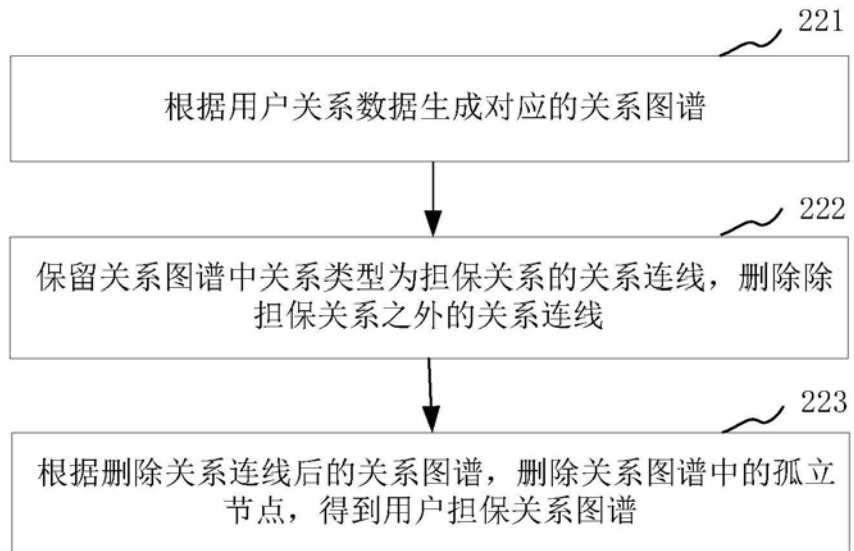 221
根据用户关系数据生成对应的关系图谱
222
保留关系图谱中关系类型为担保关系的关系连线，删除除
担保关系之外的关系连线
223
根据删除关系连线后的关系图谱，删除关系图谱中的孤立
节点，得到用户担保关系图谱